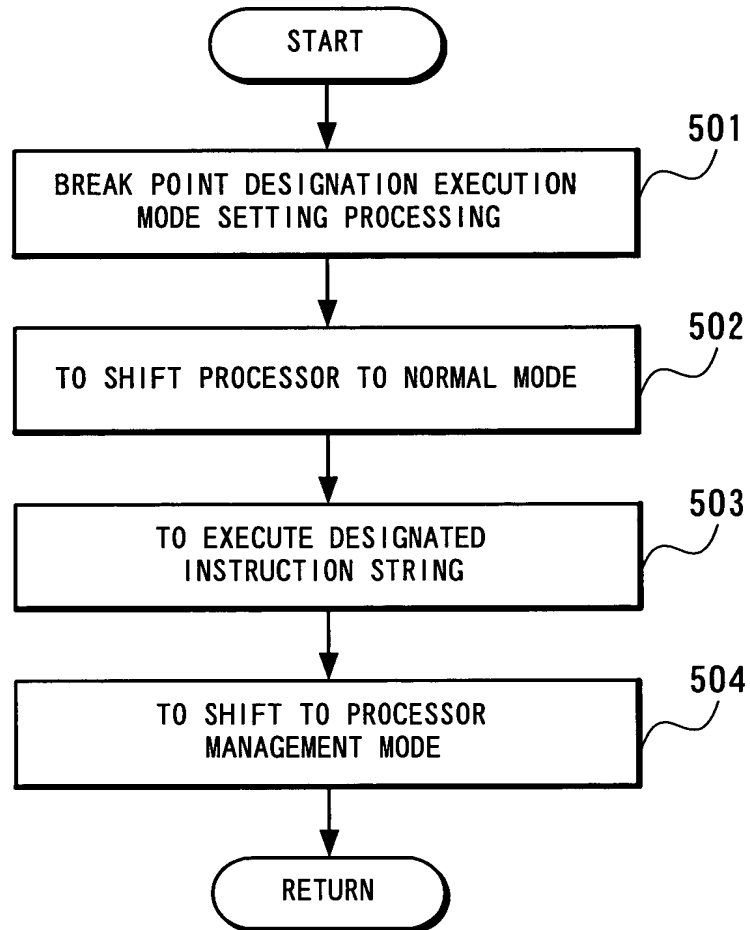 START
501
BREAK POINT DESIGNATION EXECUTION
MODE SETTING PROCESSING
502
TO SHIFT PROCESSOR TO NORMAL MODE
503
TO EXECUTE DESIGNATED
INSTRUCTION STRING
504
TO SHIFT TO PROCESSOR
MANAGEMENT MODE
RETURN